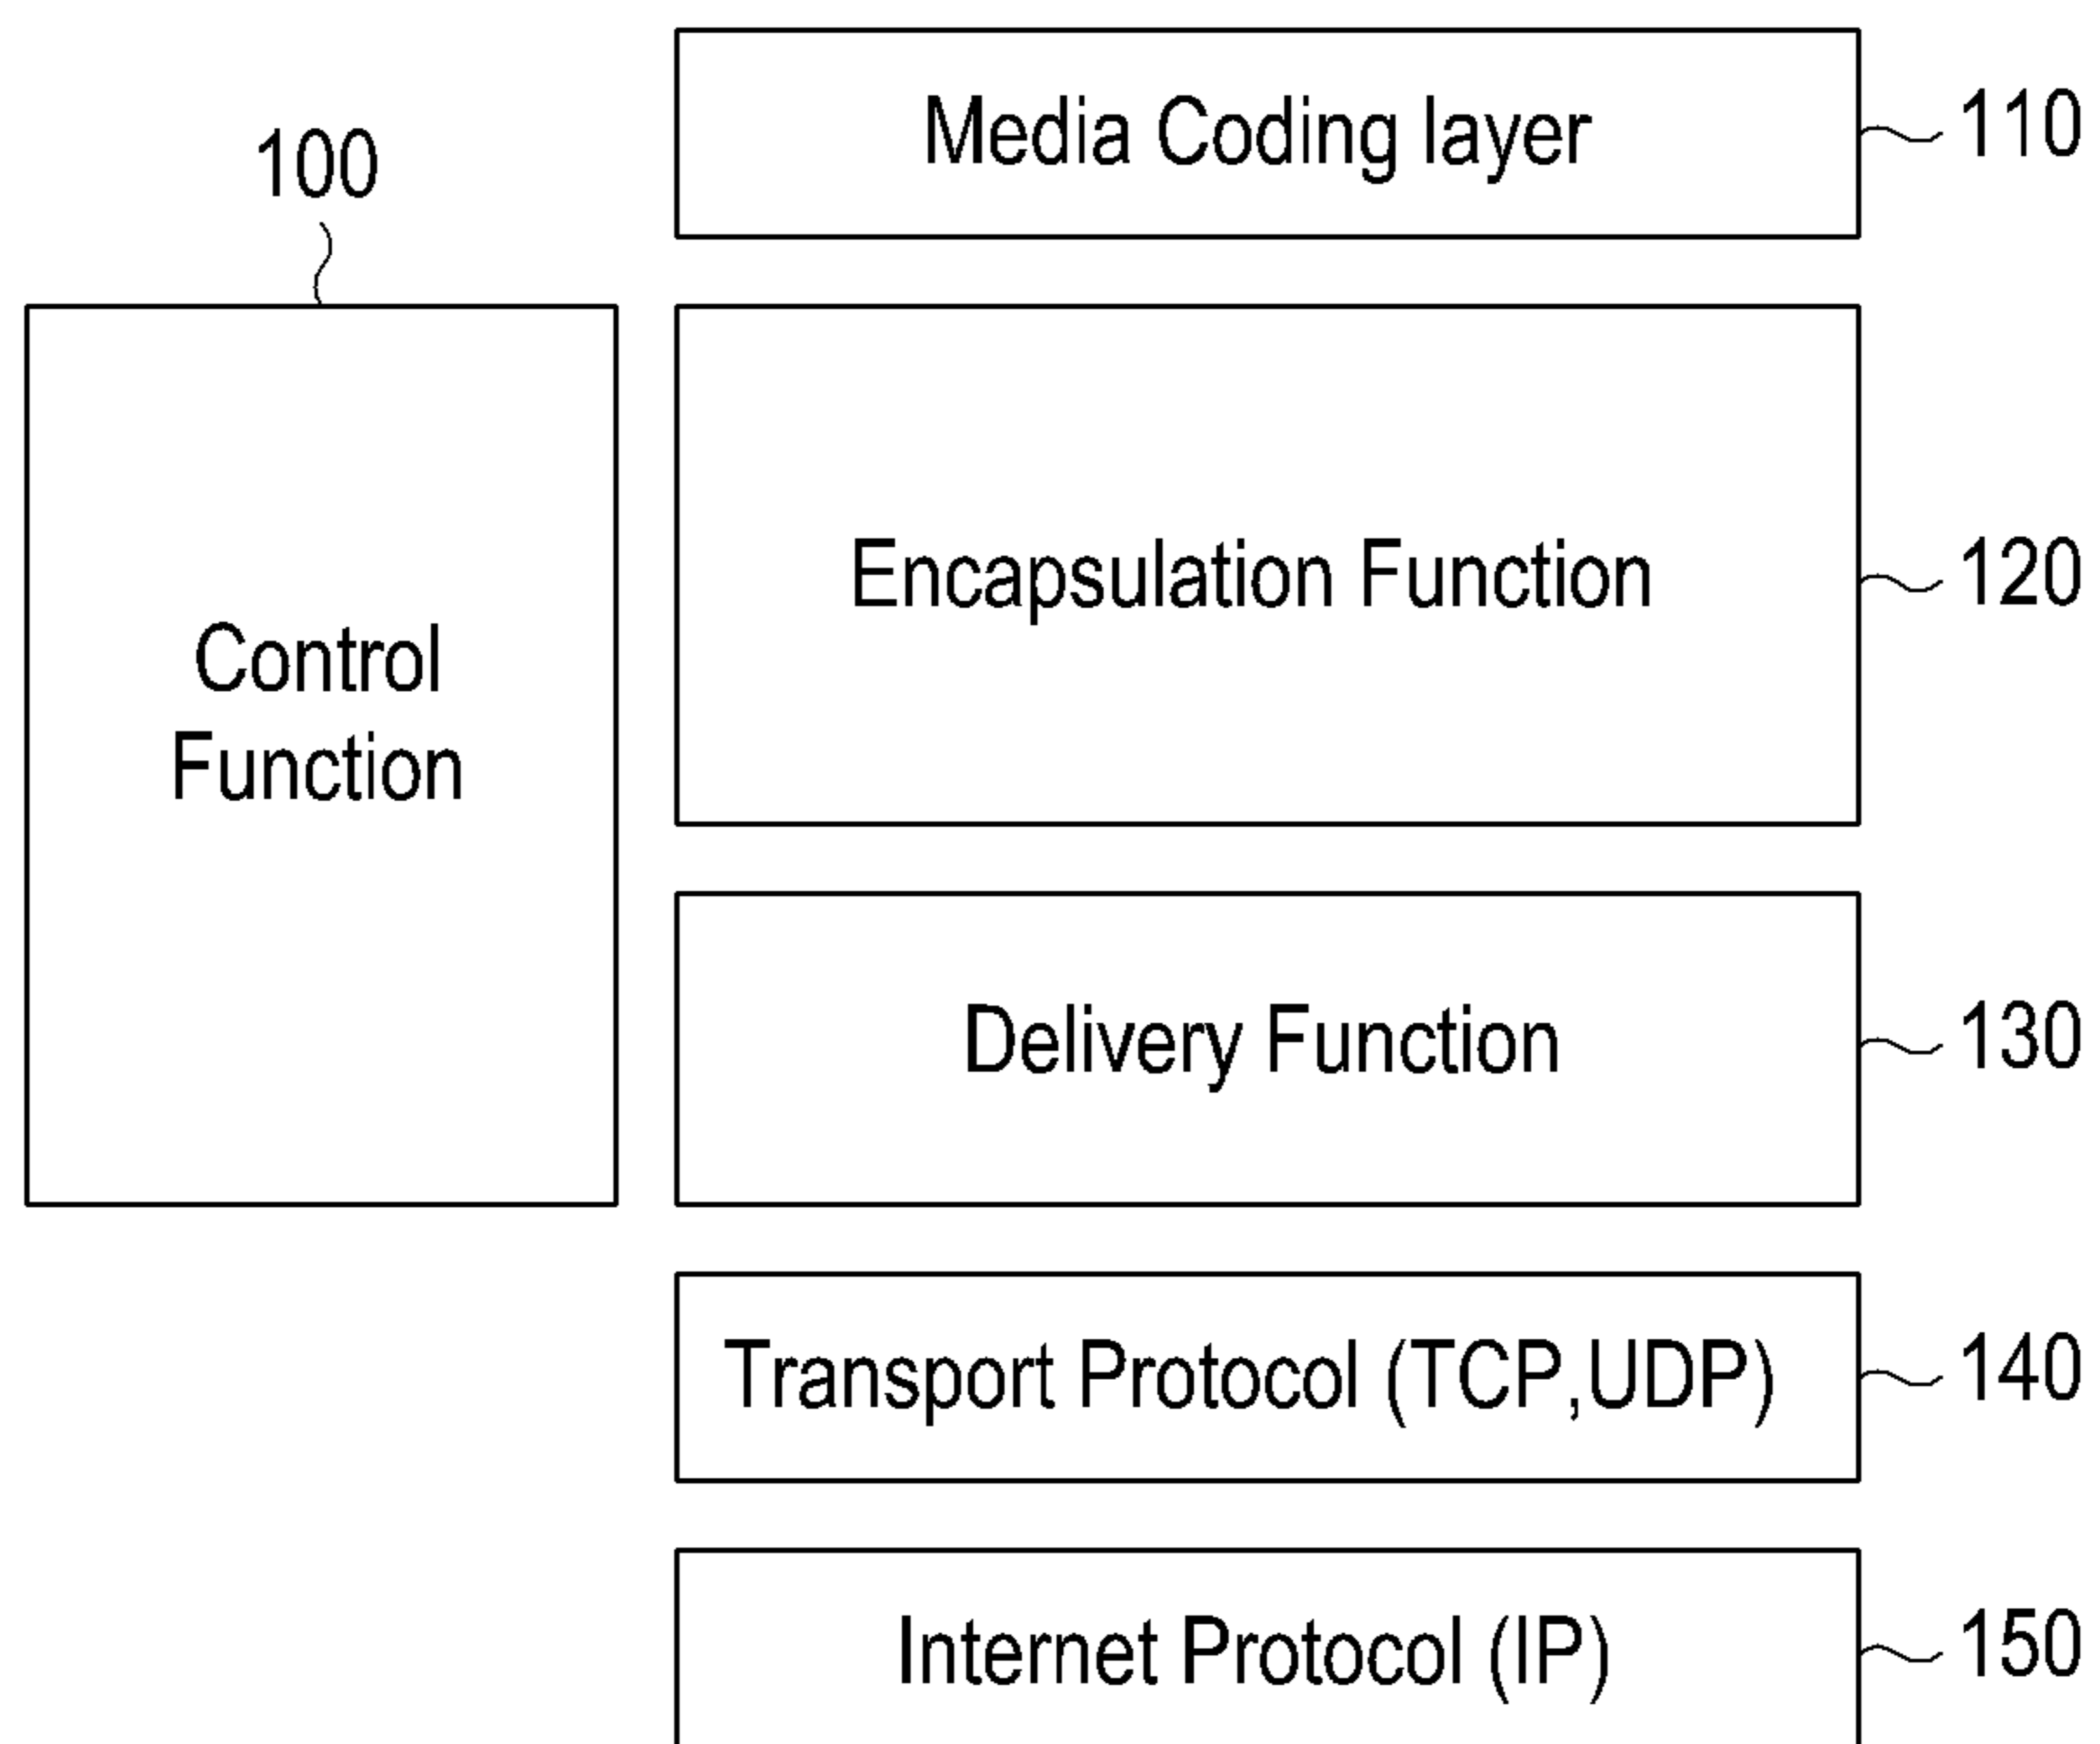 Media Coding layer
110
100
Control
Function
Encapsulation Function
120
Delivery Function
130
Transport Protocol (TCP,UDP)
140
Internet Protocol (IP)
150